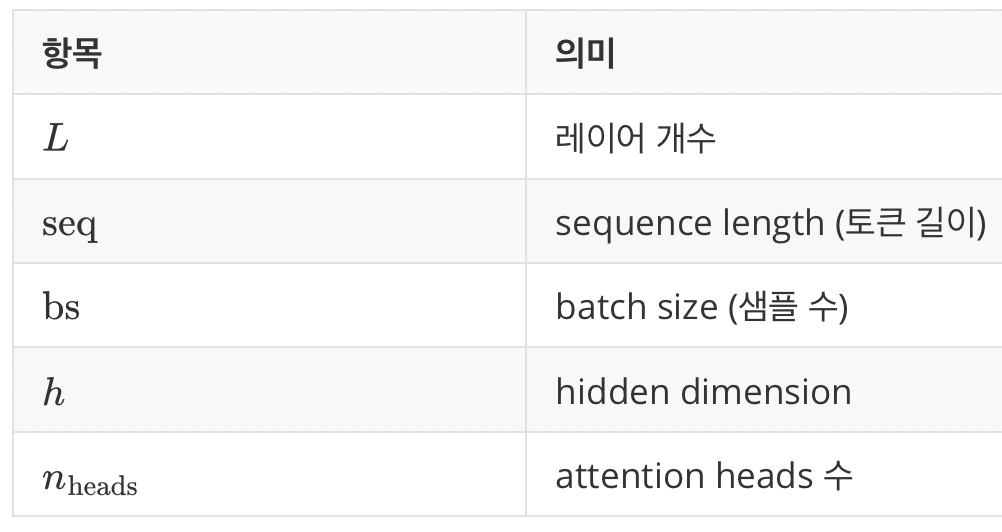 항목 의미
L 레이어 개수
seq sequence length (토큰 길이)
bs batch size (샘플 수)
h hidden dimension
n_heads attention heads 수